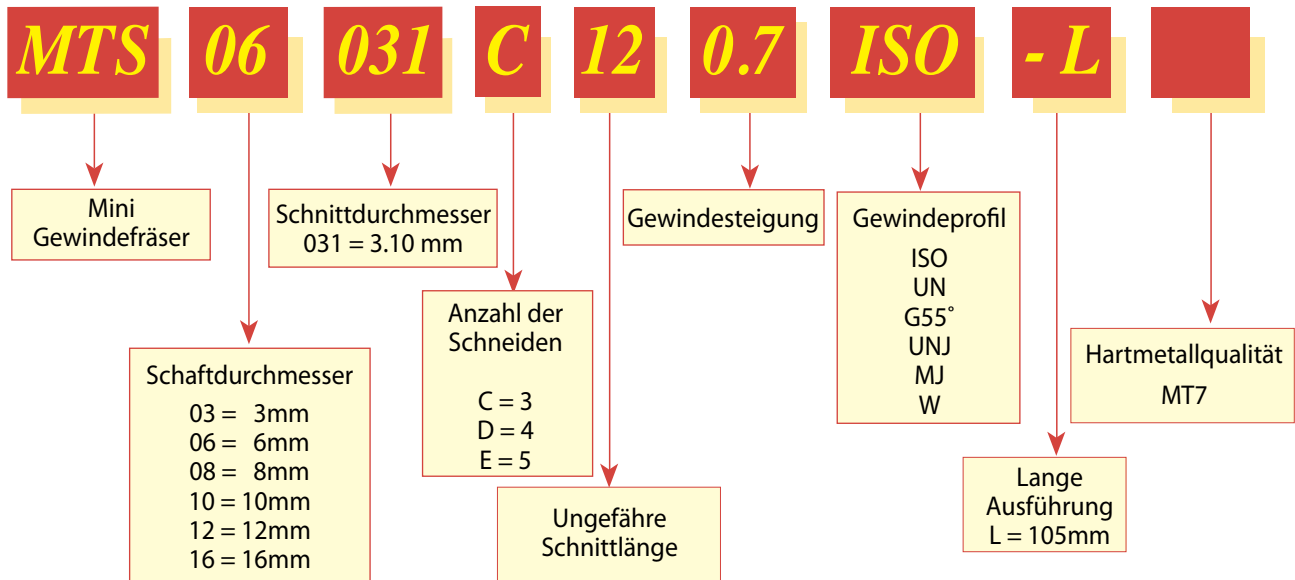 MTS 06 031 C 12 0.7 ISO - L
Mini
Gewindefräser
Schaftdurchmesser
03 = 3mm
06 = 6mm
08 = 8mm
10 = 10mm
12 = 12mm
16 = 16mm
Schnittdurchmesser
031 = 3.10 mm
Anzahl der
Schneiden
C = 3
D = 4
E = 5
Ungefähre
Schnittlänge
Gewindesteigung
Gewindeprofil
ISO
UN
G55°
UNJ
MJ
W
Lange
Ausführung
L = 105mm
Hartmetallqualität
MT7